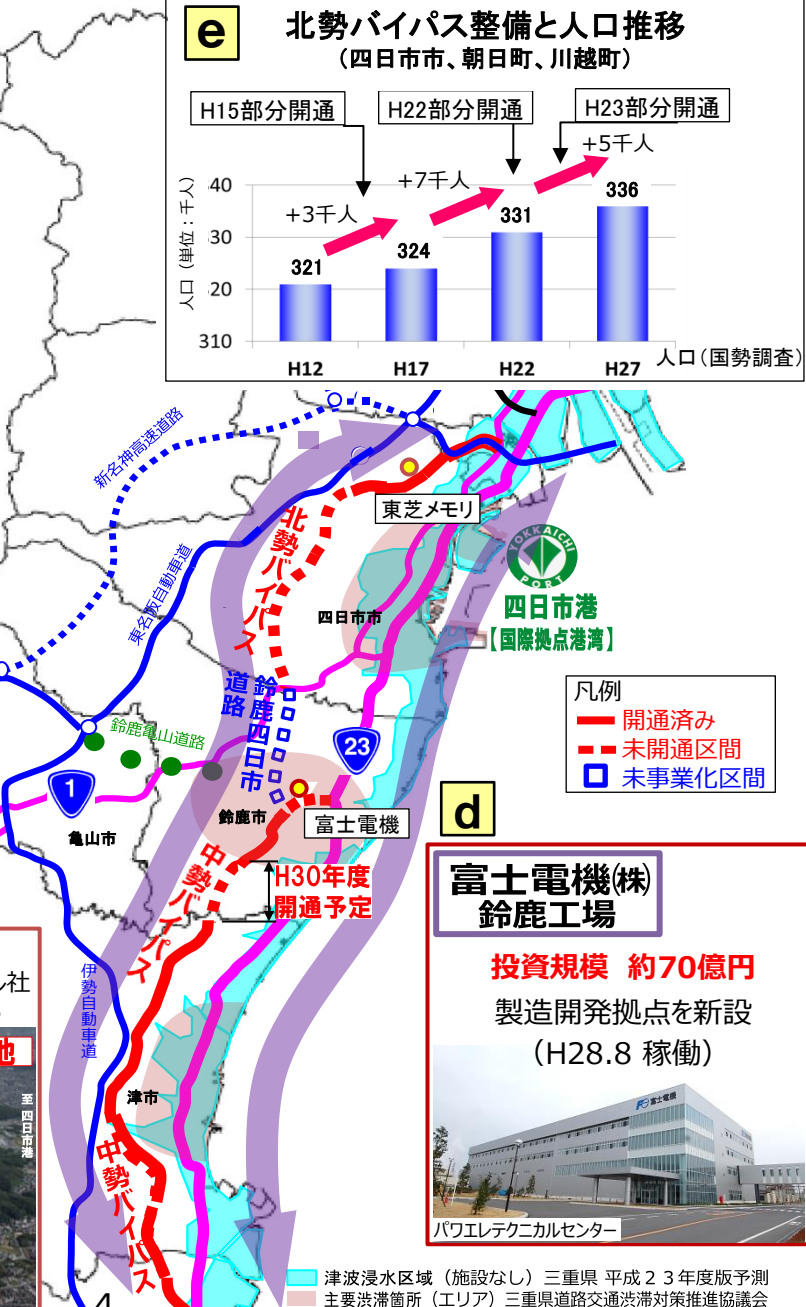 e
北勢バイパス整備と人口推移
（四日市市、朝日町、川越町）
H15部分開通
H22部分開通
H23部分開通
+3千人
+7千人
+5千人
人口（単位：千人）
310
321
324
331
336
H12
H17
H22
H27
人口（国勢調査）
新名神高速道路
東名阪自動車道
北勢バイパス
東芝メモリ
YOKKAICHI
PORT
四日市港
【国際拠点港湾】
四日市市
鈴鹿四日市
道路
鈴鹿亀山道路
凡例
開通済み
未開通区間
未事業化区間
23
1
亀山市
鈴鹿市
富士電機
中勢バイパス
H30年度
開通予定
伊勢自動車道
津市
中勢バイパス
至 四日市港
d
富士電機㈱
鈴鹿工場
投資規模 約70億円
製造開発拠点を新設
（H28.8 稼働）
富士電機
パワエレテクニカルセンター
津波浸水区域（施設なし）三重県 平成２３年度版予測
主要渋滞箇所（エリア）三重県道路交通渋滞対策推進協議会